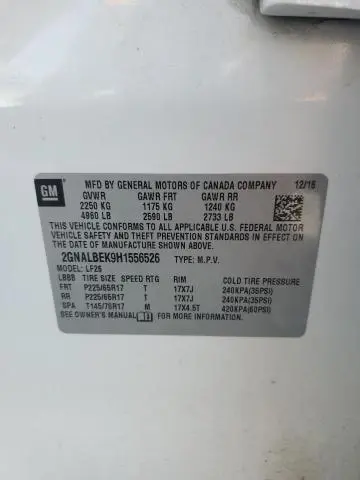 GM
MFD BY GENERAL MOTORS OF CANADA COMPANY 12/16
GVWR GAWR FRT GAWR RR
2250 KG 1175 KG 1240 KG
4960 LB 2590 LB 2733 LB
THIS VEHICLE CONFORMS TO ALL APPLICABLE U.S. FEDERAL MOTOR
VEHICLE SAFETY AND THEFT PREVENTION STANDARDS IN EFFECT ON
THE DATE OF MANUFACTURE SHOWN ABOVE.
2GNALBEK9H1556526 TYPE: M.P.V.
MODEL: LF26
LBBB TIRE SIZE SPEED RTG RIM COLD TIRE PRESSURE
FRT P225/65R17 T 17X7J 240KPA(35PSI)
RR P225/65R17 T 17X7J 240KPA(35PSI)
SPA T145/70R17 M 17X4.5T 420KPA(60PSI)
SEE OWNER'S MANUAL FOR MORE INFORMATION.